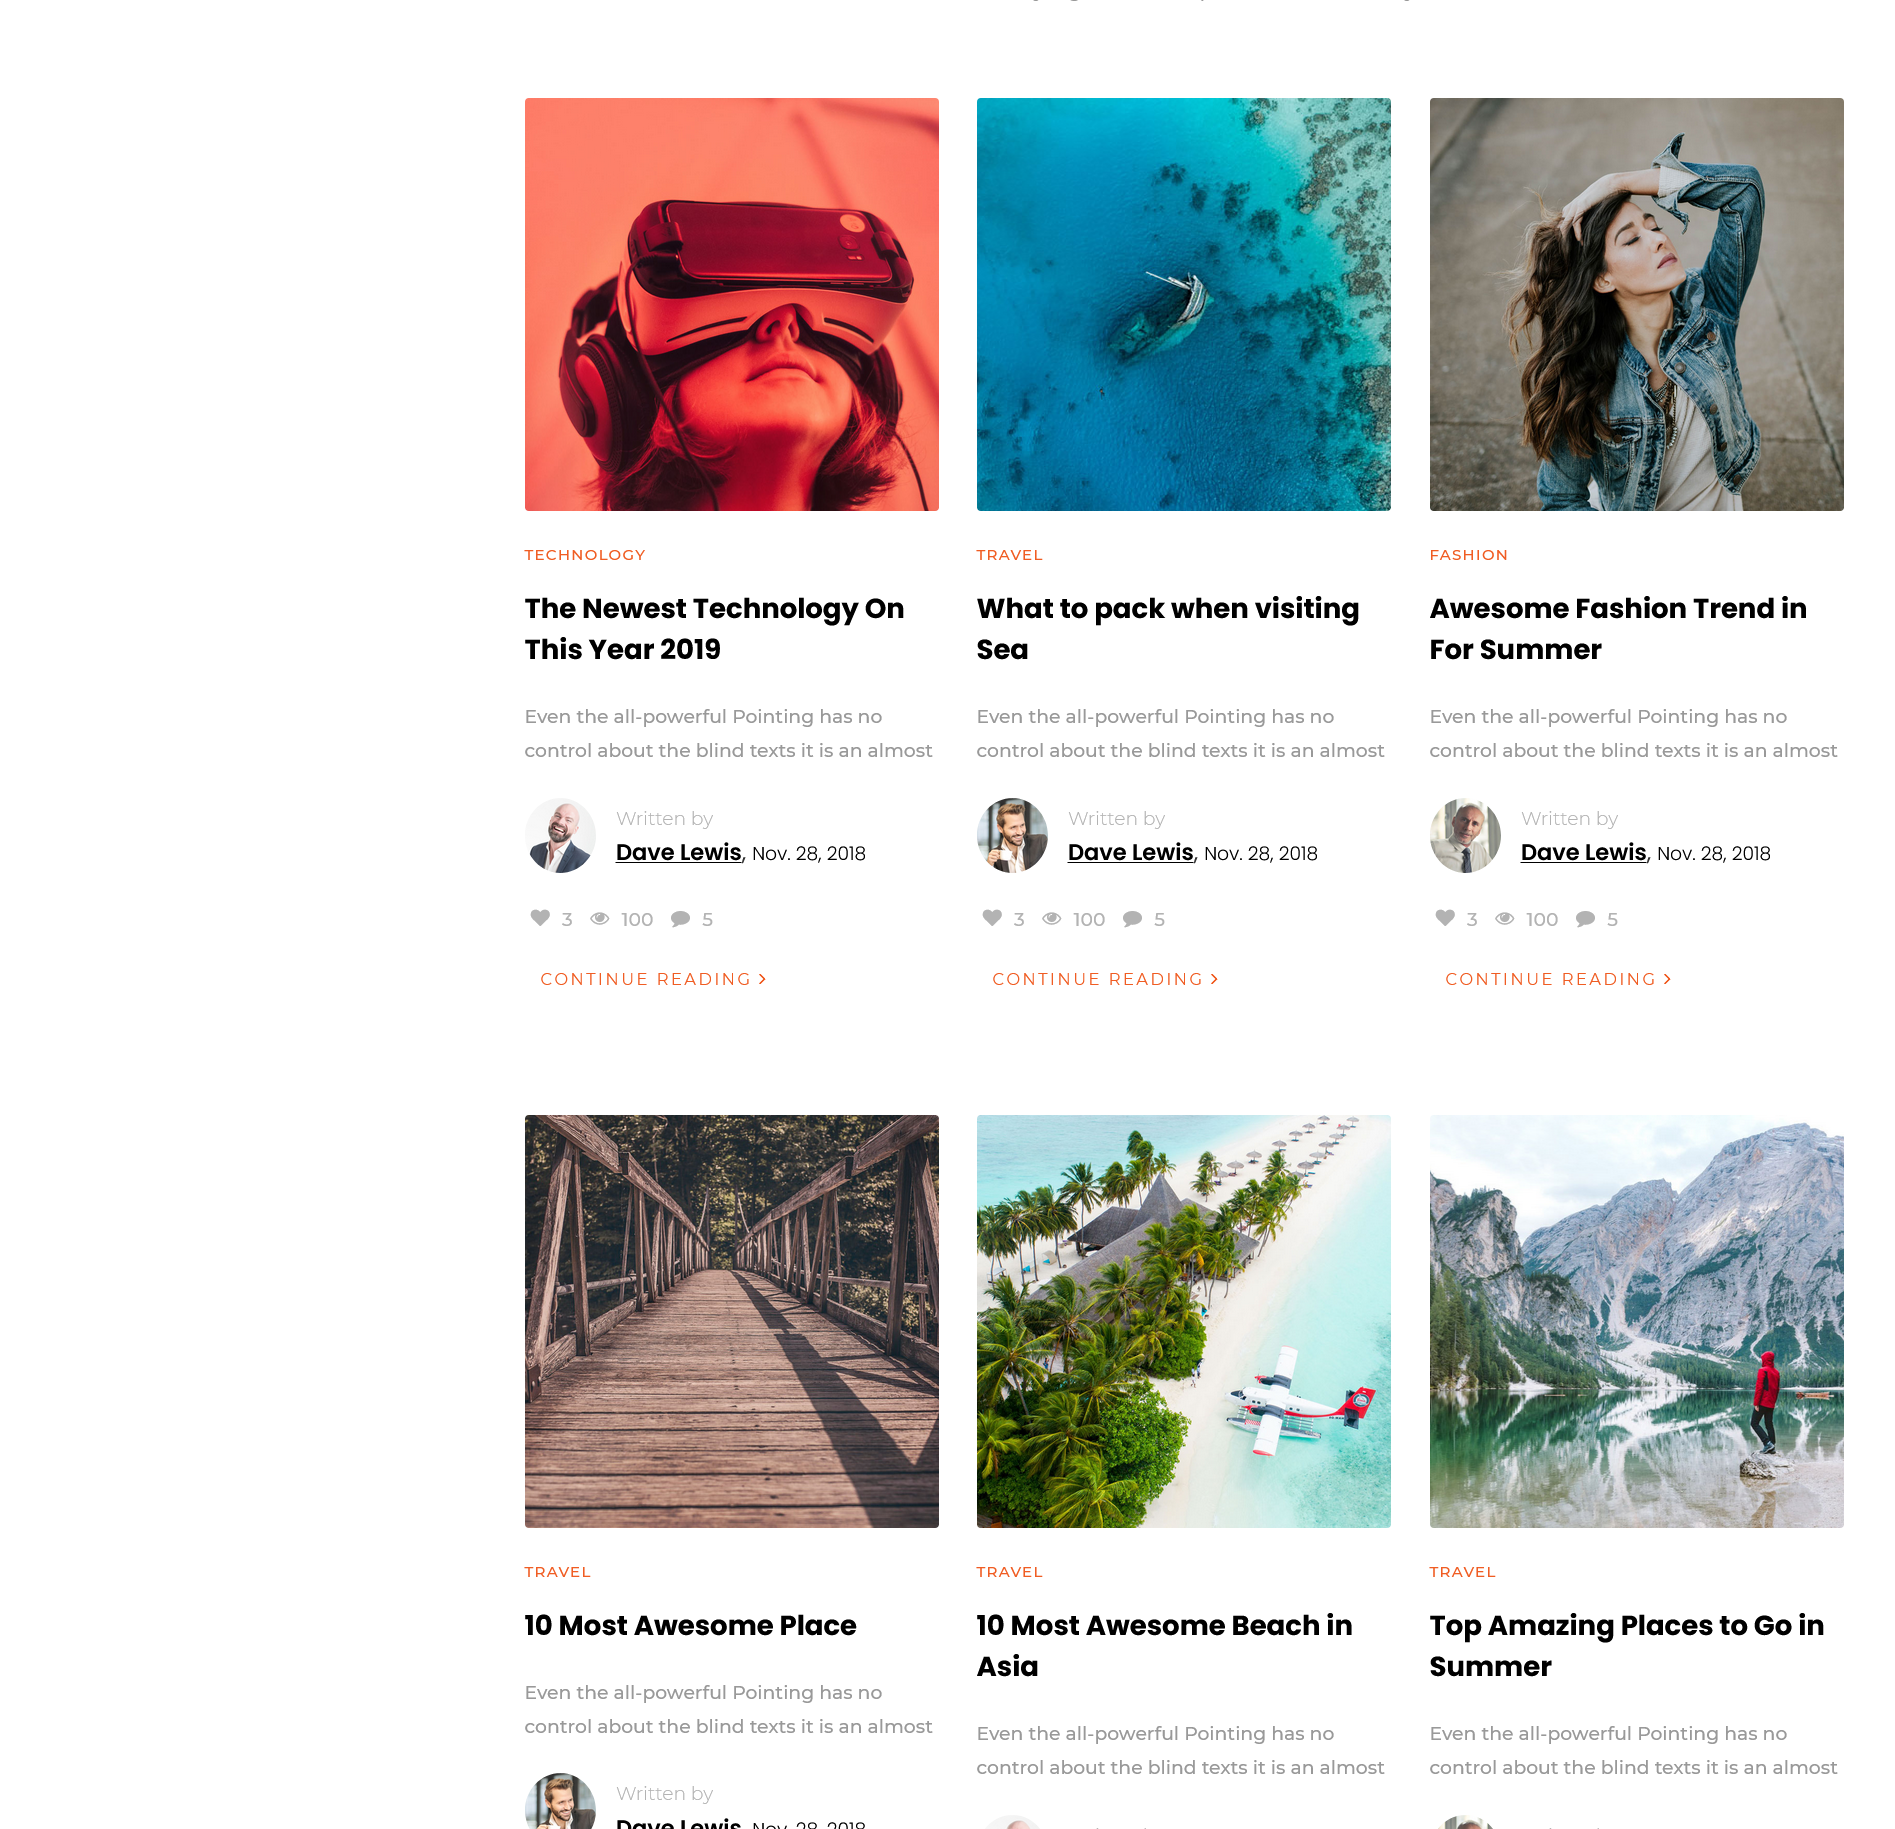 TECHNOLOGY
The Newest Technology On
This Year 2019
Even the all-powerful Pointing has no
control about the blind texts it is an almost
Written by
Dave Lewis, Nov. 28, 2018
3 100 5
CONTINUE READING >
TRAVEL
What to pack when visiting
Sea
Even the all-powerful Pointing has no
control about the blind texts it is an almost
Written by
Dave Lewis, Nov. 28, 2018
3 100 5
CONTINUE READING >
FASHION
Awesome Fashion Trend in
For Summer
Even the all-powerful Pointing has no
control about the blind texts it is an almost
Written by
Dave Lewis, Nov. 28, 2018
3 100 5
CONTINUE READING >
TRAVEL
10 Most Awesome Place
Even the all-powerful Pointing has no
control about the blind texts it is an almost
Written by
Dave Lewis, Nov. 28, 2018
TRAVEL
10 Most Awesome Beach in
Asia
Even the all-powerful Pointing has no
control about the blind texts it is an almost
TRAVEL
Top Amazing Places to Go in
Summer
Even the all-powerful Pointing has no
control about the blind texts it is an almost